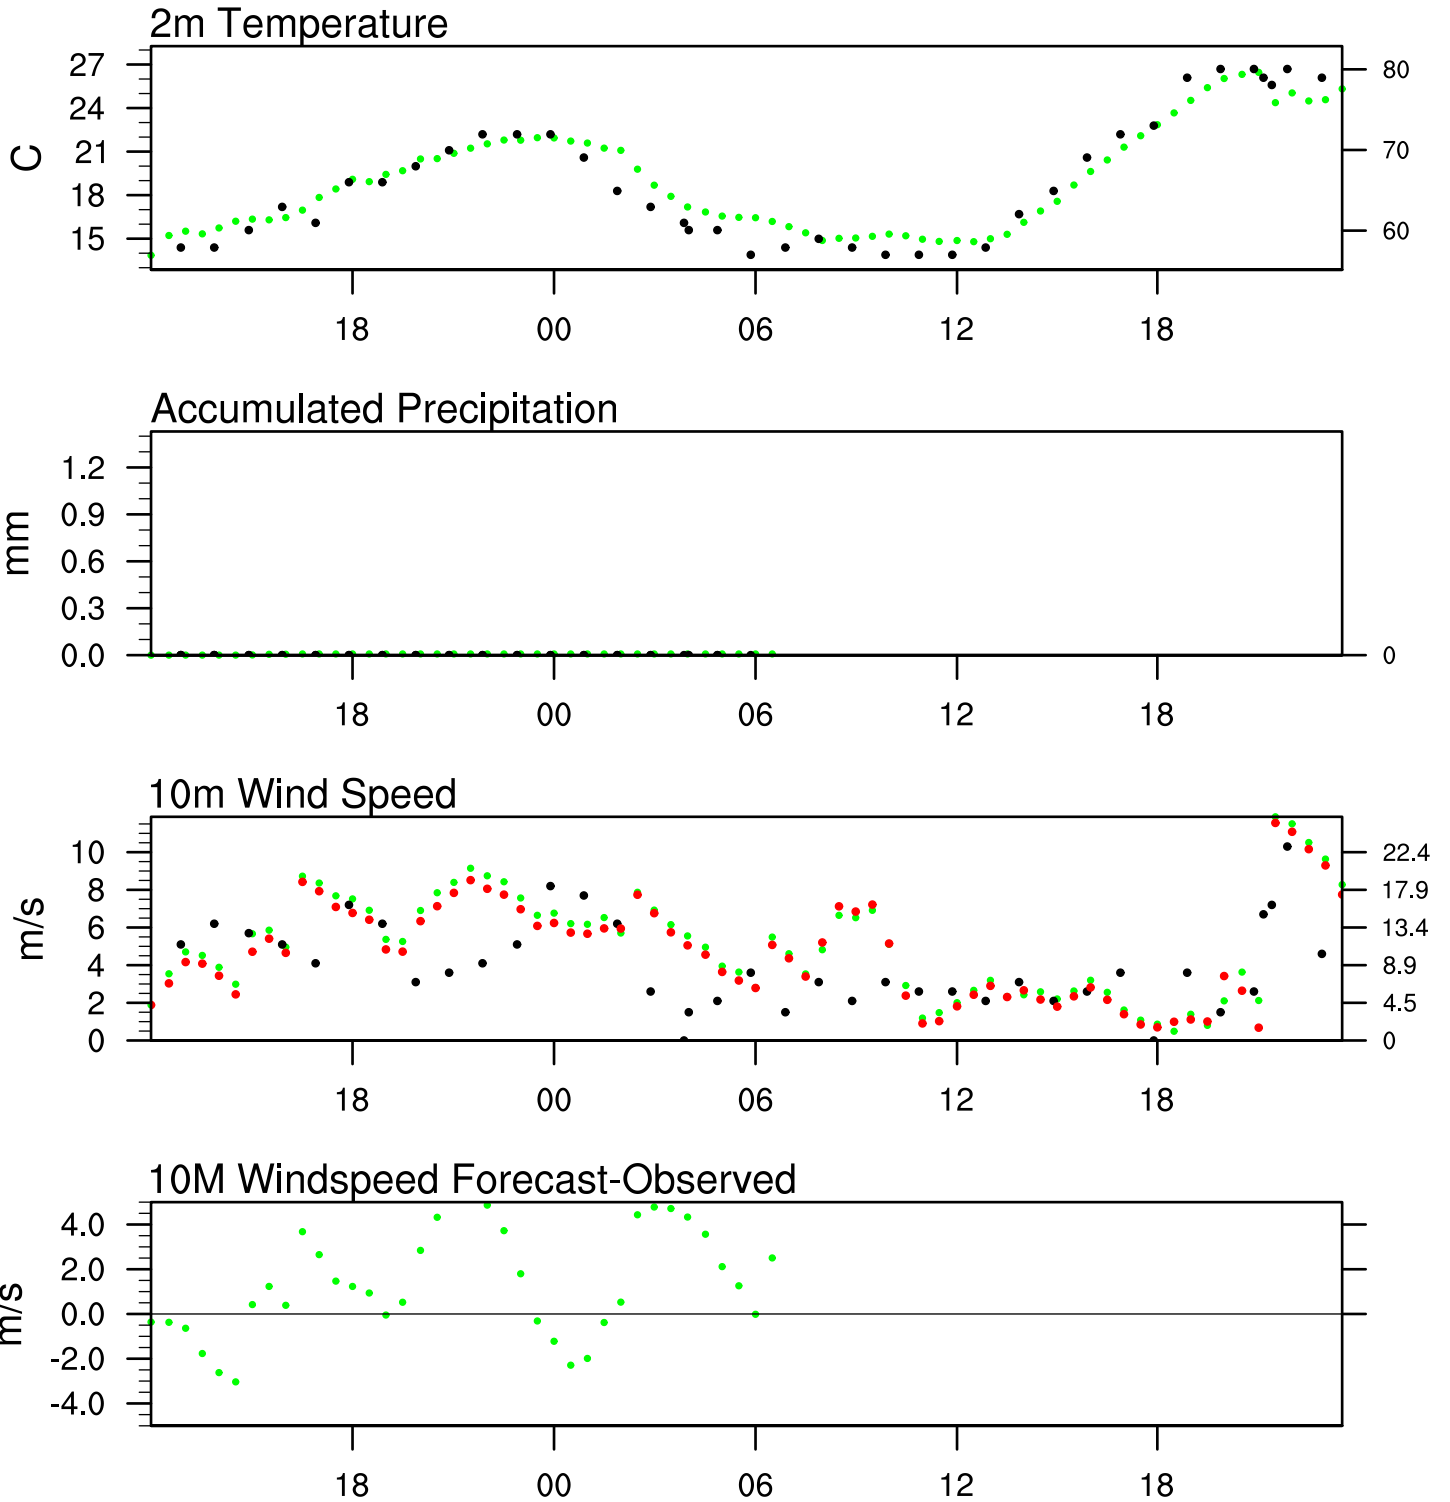 2m Temperature
27
24
21
18
15
C
80
70
60
18 00 06 12 18
Accumulated Precipitation
1.2
0.9
0.6
0.3
0.0
mm
0
18 00 06 12 18
10m Wind Speed
10
8
6
4
2
0
m/s
22.4
17.9
13.4
8.9
4.5
0
18 00 06 12 18
10M Windspeed Forecast-Observed
4.0
2.0
0.0
-2.0
-4.0
m/s
18 00 06 12 18